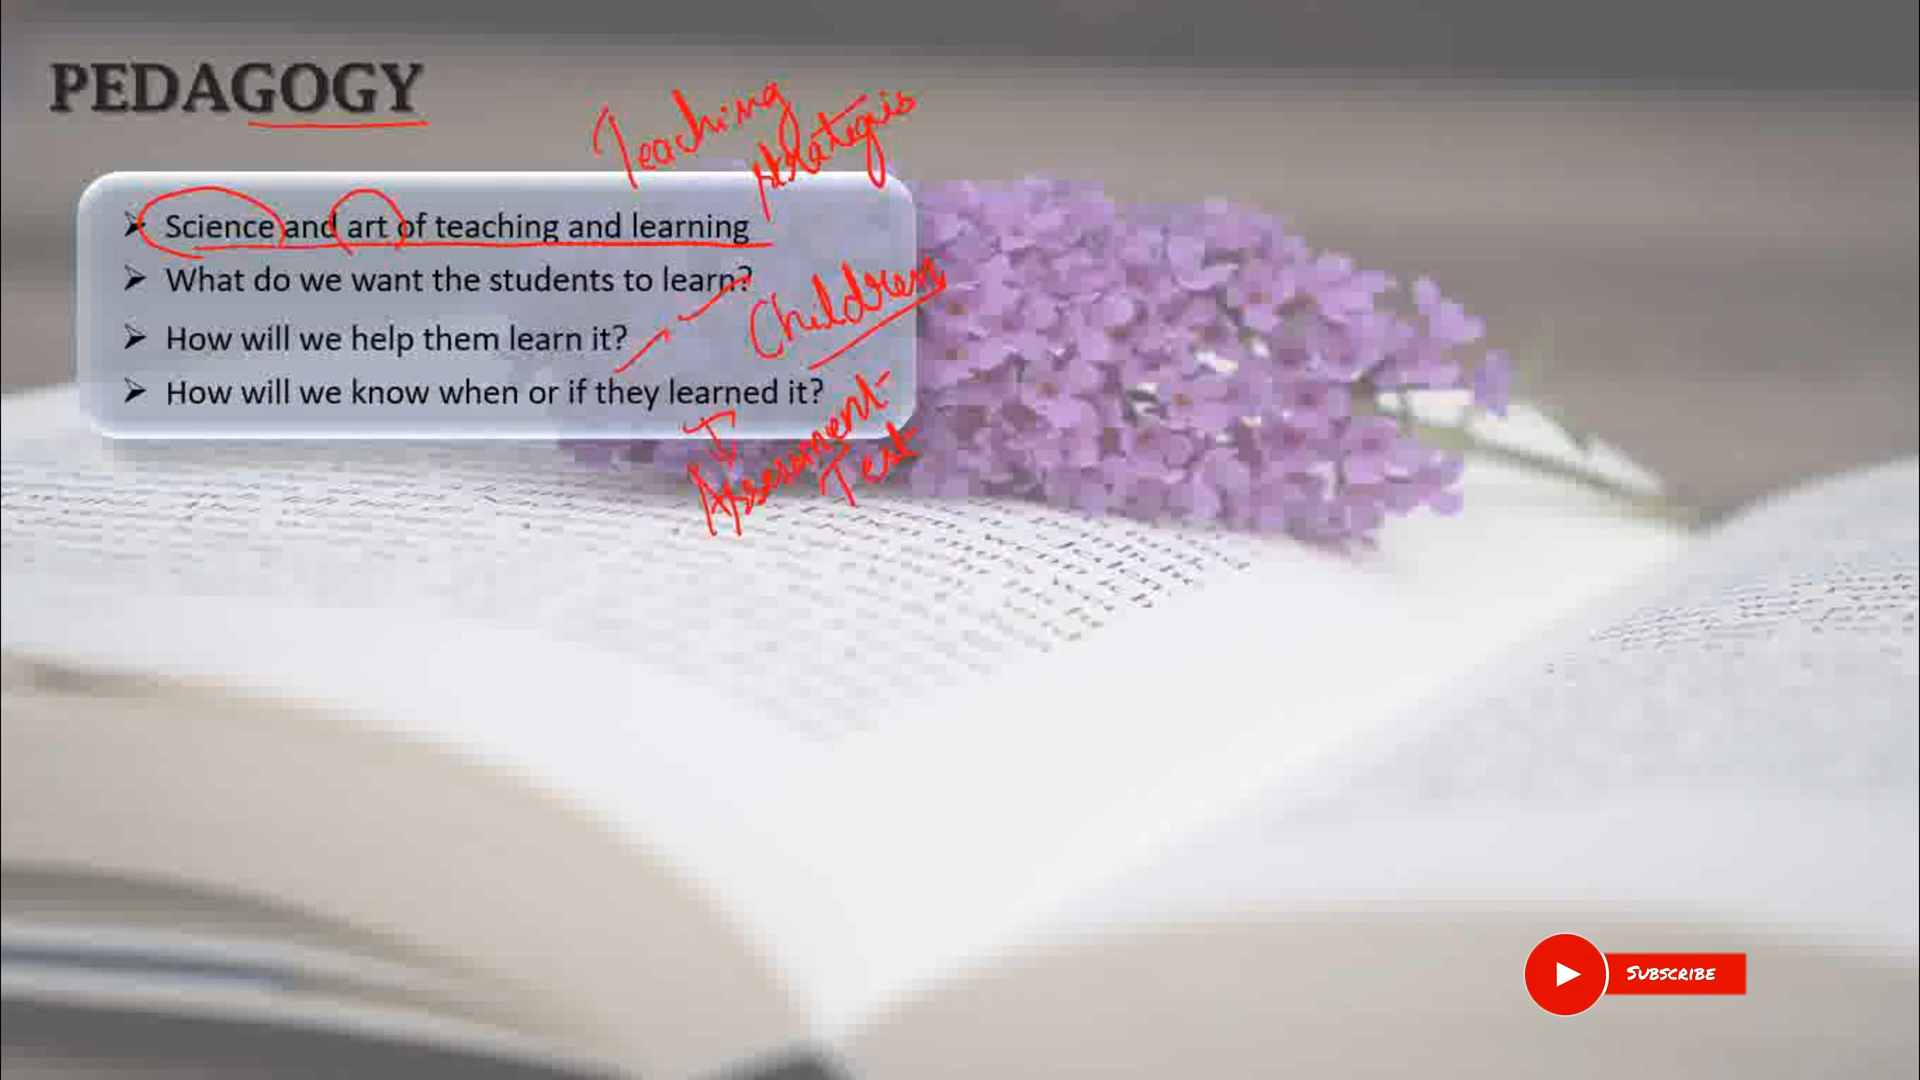 PEDAGOGY
Teaching
strategis
➤ Science and art of teaching and learning
➤ What do we want the students to learn?
Children
➤ How will we help them learn it?
➤ How will we know when or if they learned it?
Assessment
Test
SUBSCRIBE